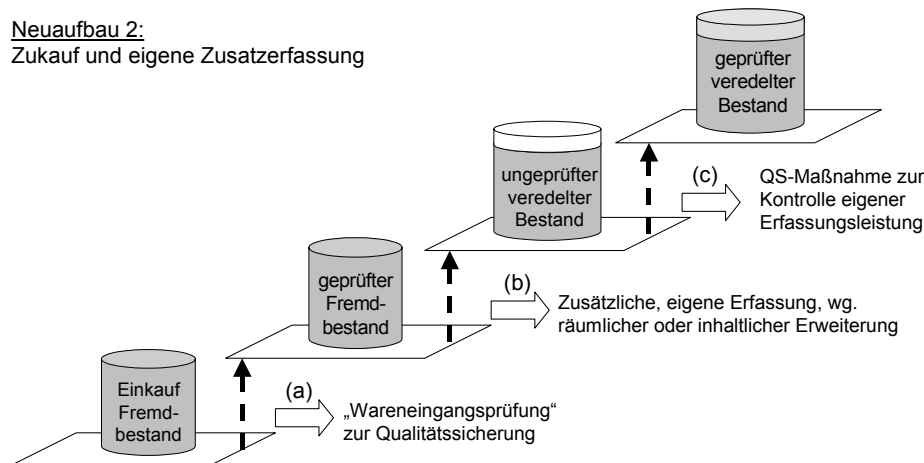 Neuaufbau 2:
Zukauf und eigene Zusatzerfassung
geprüfter
veredelter
Bestand
ungeprüfter
veredelter
Bestand
(c)
QS-Maßnahme zur
Kontrolle eigener
Erfassungsleistung
geprüfter
Fremd-
bestand
(b)
Zusätzliche, eigene Erfassung, wg.
räumlicher oder inhaltlicher Erweiterung
Einkauf
Fremd-
bestand
(a)
„Wareneingangsprüfung“
zur Qualitätssicherung